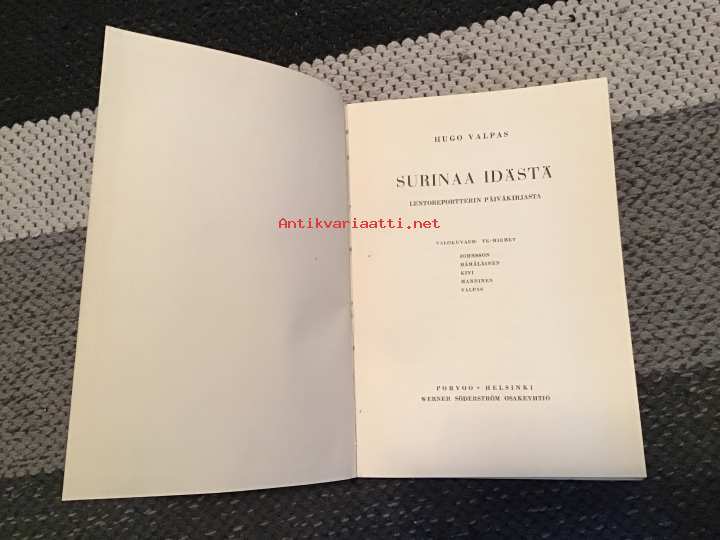 HUGO VALPAS
SURINAA IDÄSTÄ
LENTOREPORTTERIN PÄIVÄKIRJASTA
Antikvariaatti.net
VALOKUVAUS: TK-MIEHET
JOHNSSON
HÄMÄLÄINEN
KIVI
MANNINEN
VALPAS
PORVOO • HELSINKI
WERNER SÖDERSTRÖM OSAKEYHTIÖ